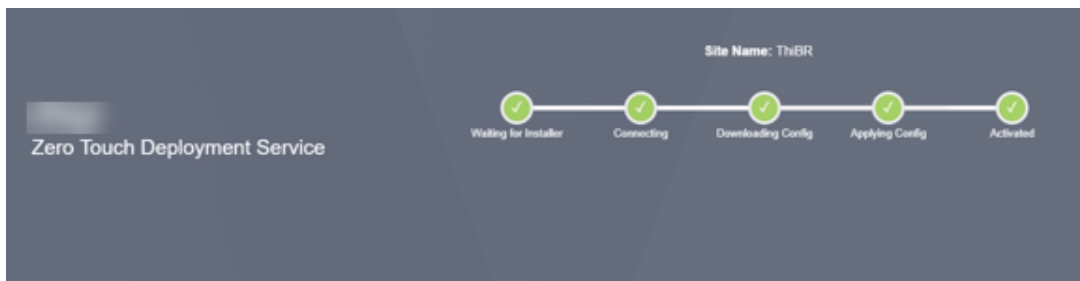 Site Name: ThiBR
Waiting for Installer
Connecting
Downloading Config
Applying Config
Activated
Zero Touch Deployment Service